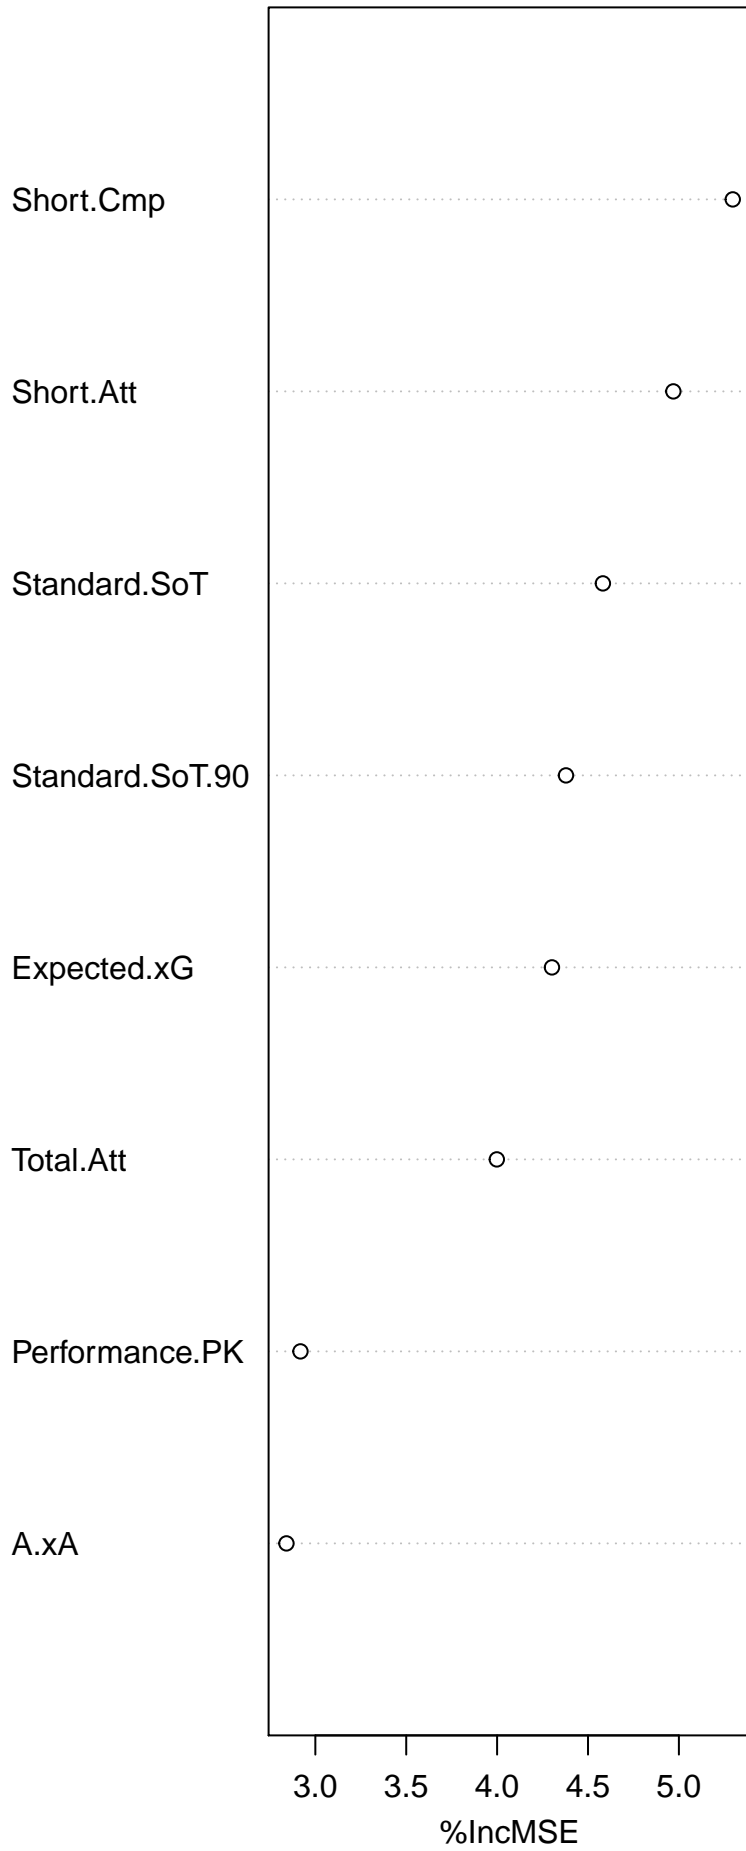 Short.Cmp
Short.Att
Standard.SoT
Standard.SoT.90
Expected.xG
Total.Att
Performance.PK
A.xA
3.0 3.5 4.0 4.5 5.0
%IncMSE